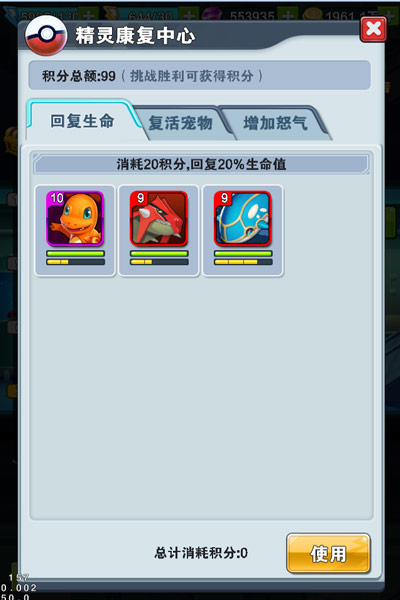 553935
精灵康复中心
积分总额:99（挑战胜利可获得积分）
回复生命
复活宠物
增加怒气
消耗20积分,回复20%生命值
10
9
9
总计消耗积分:0
使用
157
0.002
50.0